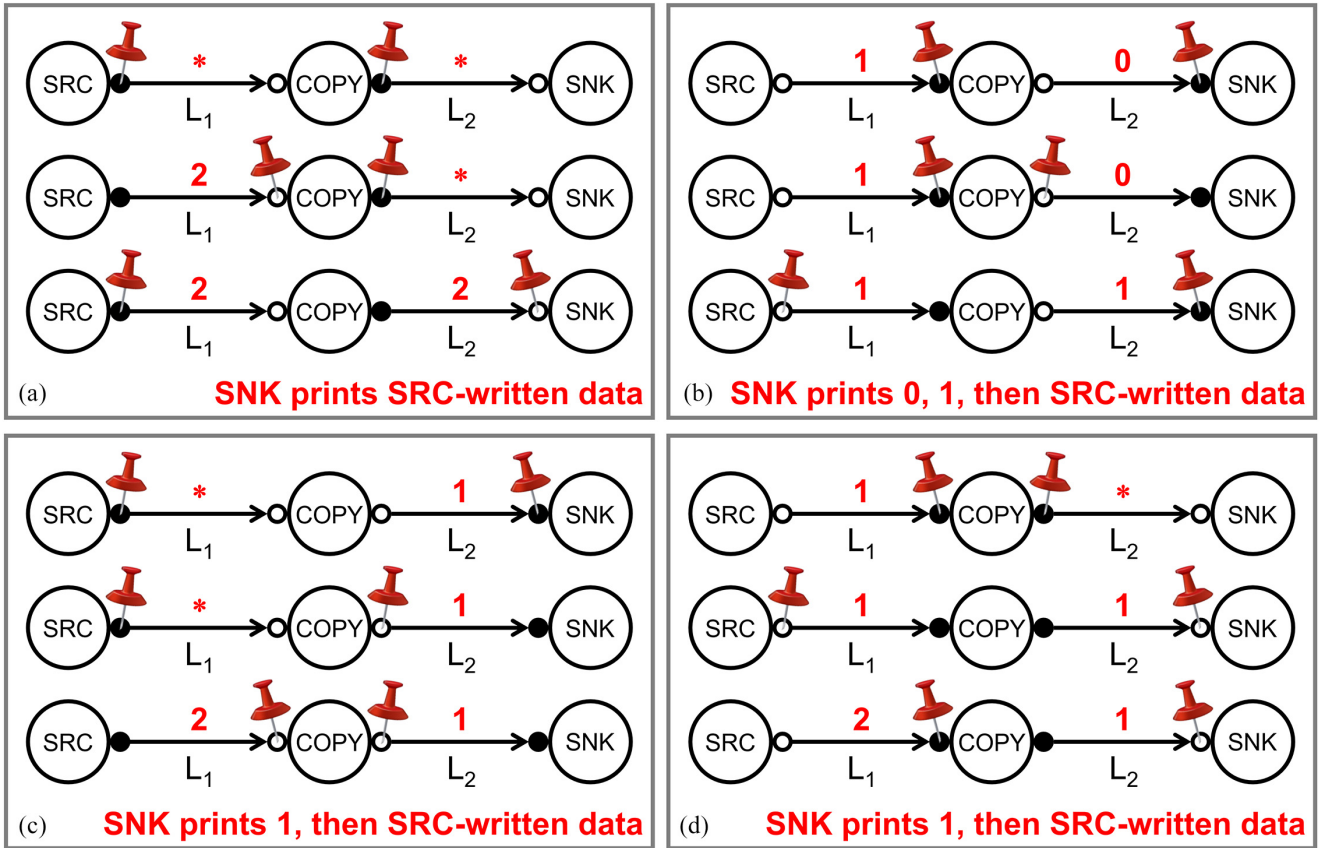 * *
SRC COPY SNK
L1 L2
2 *
SRC COPY SNK
L1 L2
2 2
SRC COPY SNK
L1 L2
(a) SNK prints SRC-written data
1 0
SRC COPY SNK
L1 L2
1 0
SRC COPY SNK
L1 L2
1 1
SRC COPY SNK
L1 L2
(b) SNK prints 0, 1, then SRC-written data
* 1
SRC COPY SNK
L1 L2
* 1
SRC COPY SNK
L1 L2
2 1
SRC COPY SNK
L1 L2
(c) SNK prints 1, then SRC-written data
1 *
SRC COPY SNK
L1 L2
1 1
SRC COPY SNK
L1 L2
2 1
SRC COPY SNK
L1 L2
(d) SNK prints 1, then SRC-written data